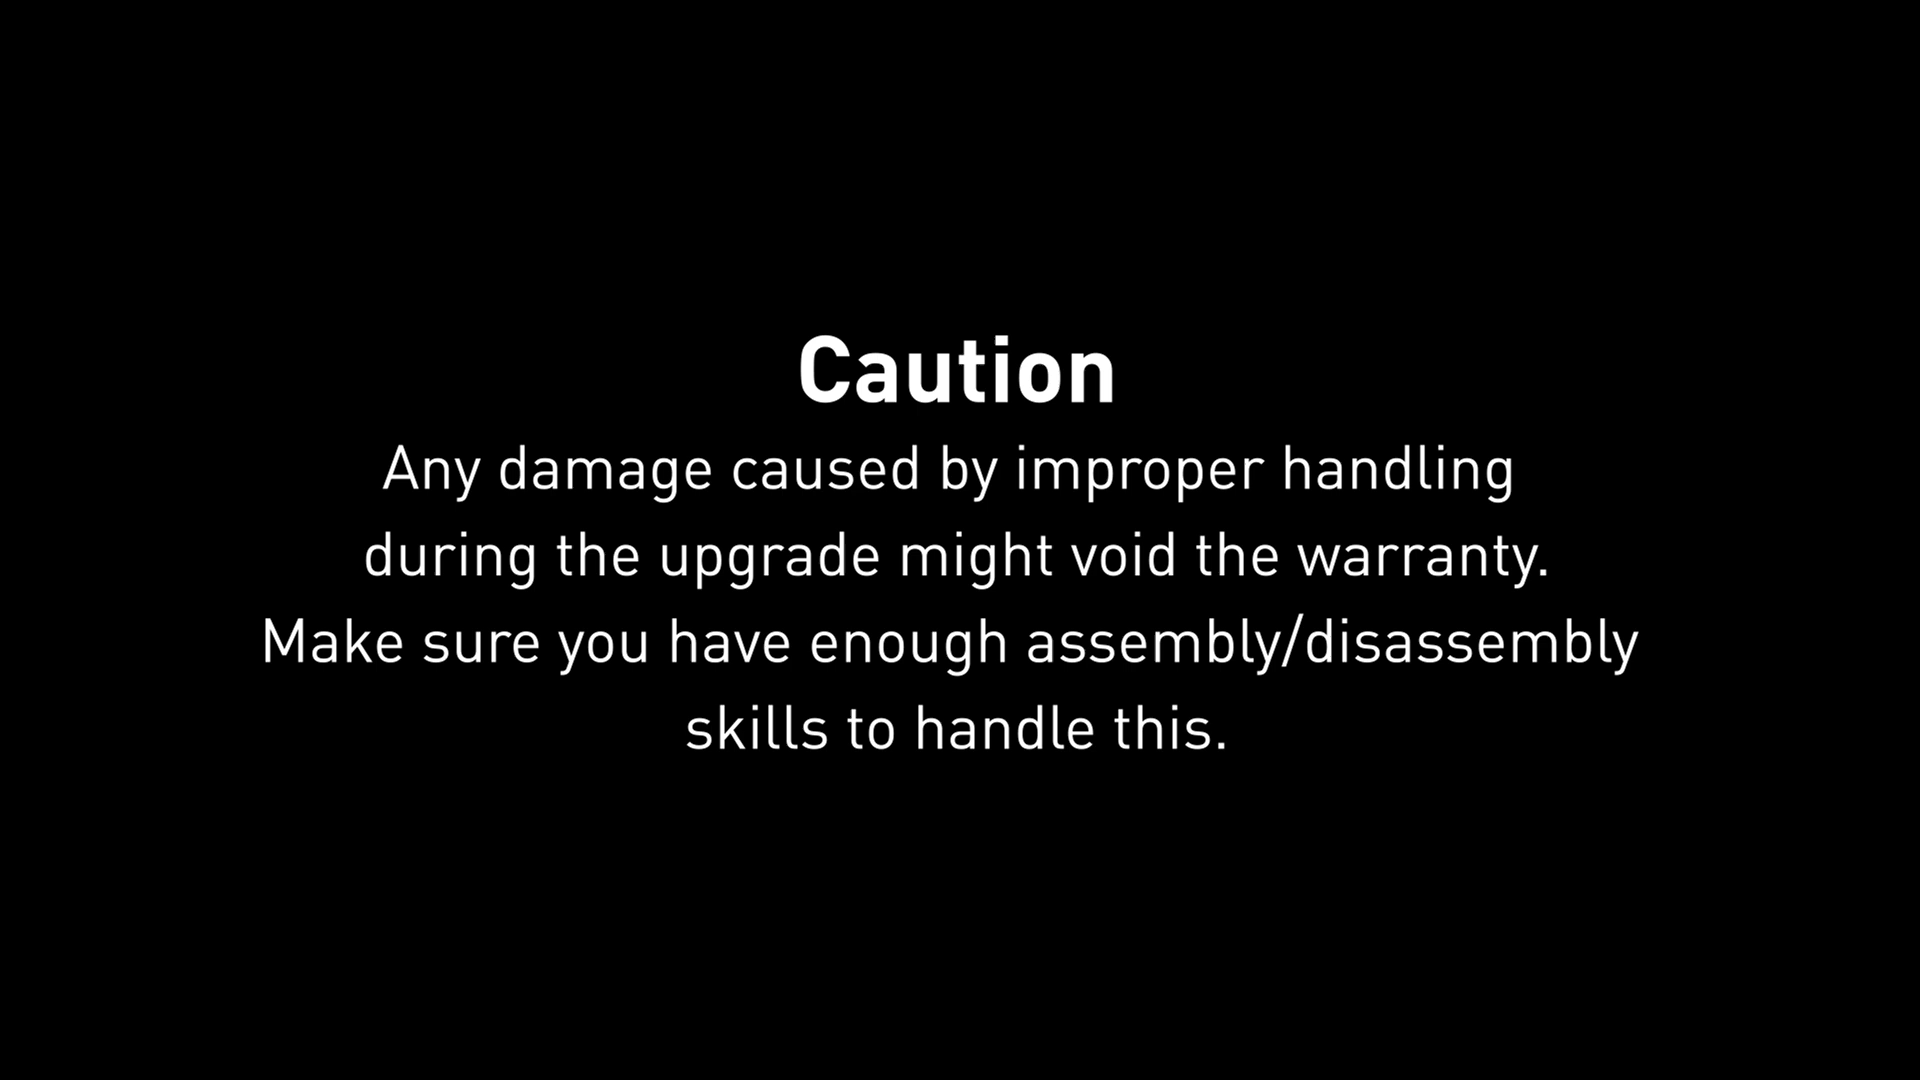 Caution
Any damage caused by improper handling
during the upgrade might void the warranty.
Make sure you have enough assembly/disassembly
skills to handle this.